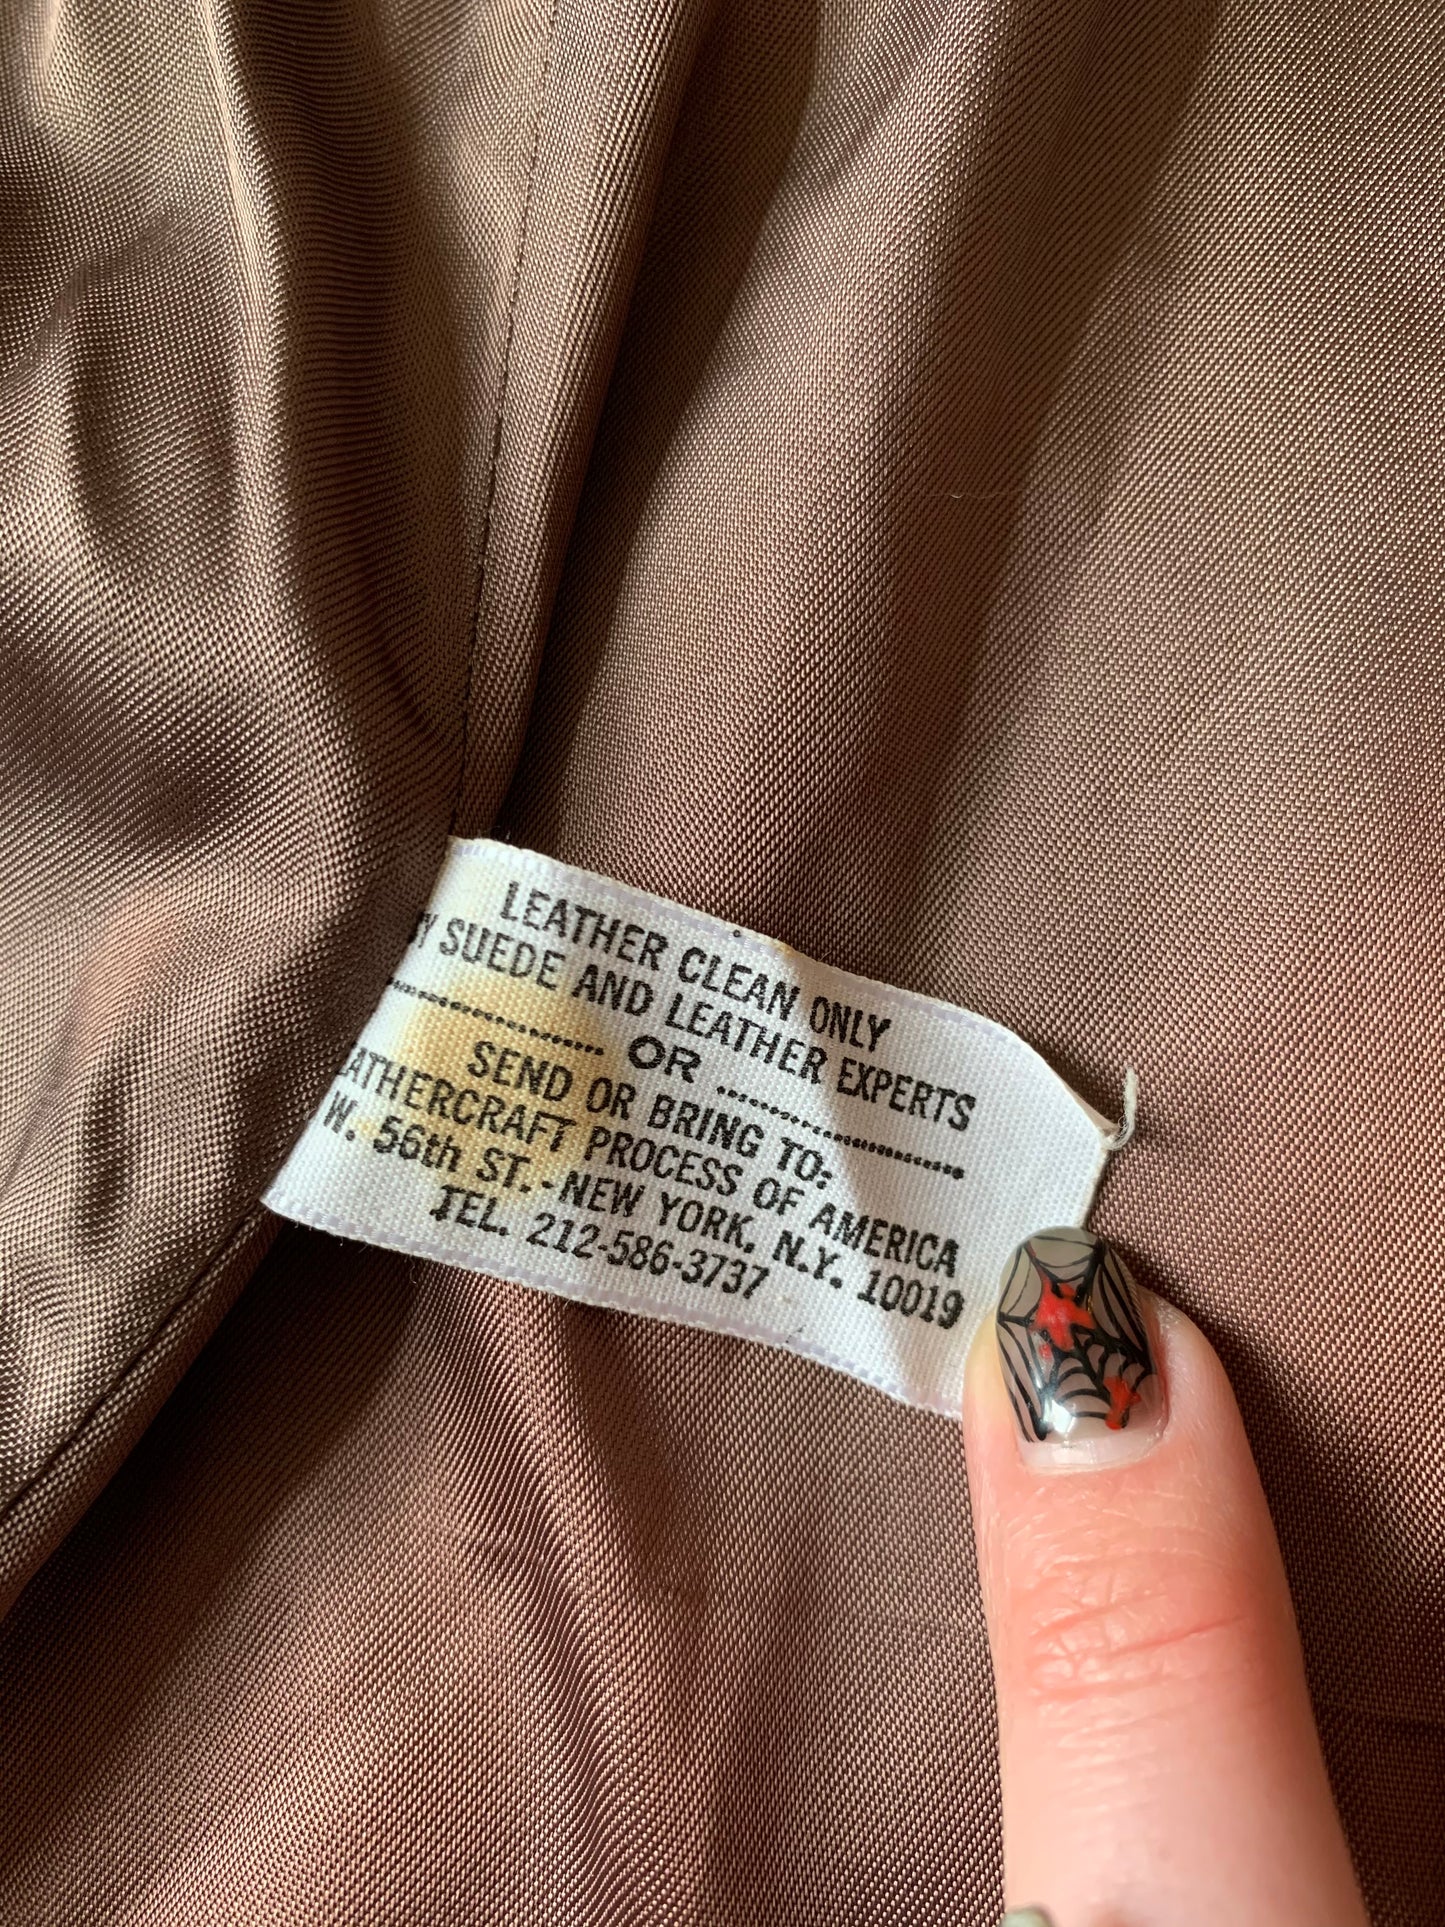 LEATHER CLEAN ONLY
Y SUEDE AND LEATHER EXPERTS
.................... OR ....................
SEND OR BRING TO:
EATHERCRAFT PROCESS OF AMERICA
W. 56th ST.-NEW YORK, N.Y. 10019
TEL. 212-586-3737